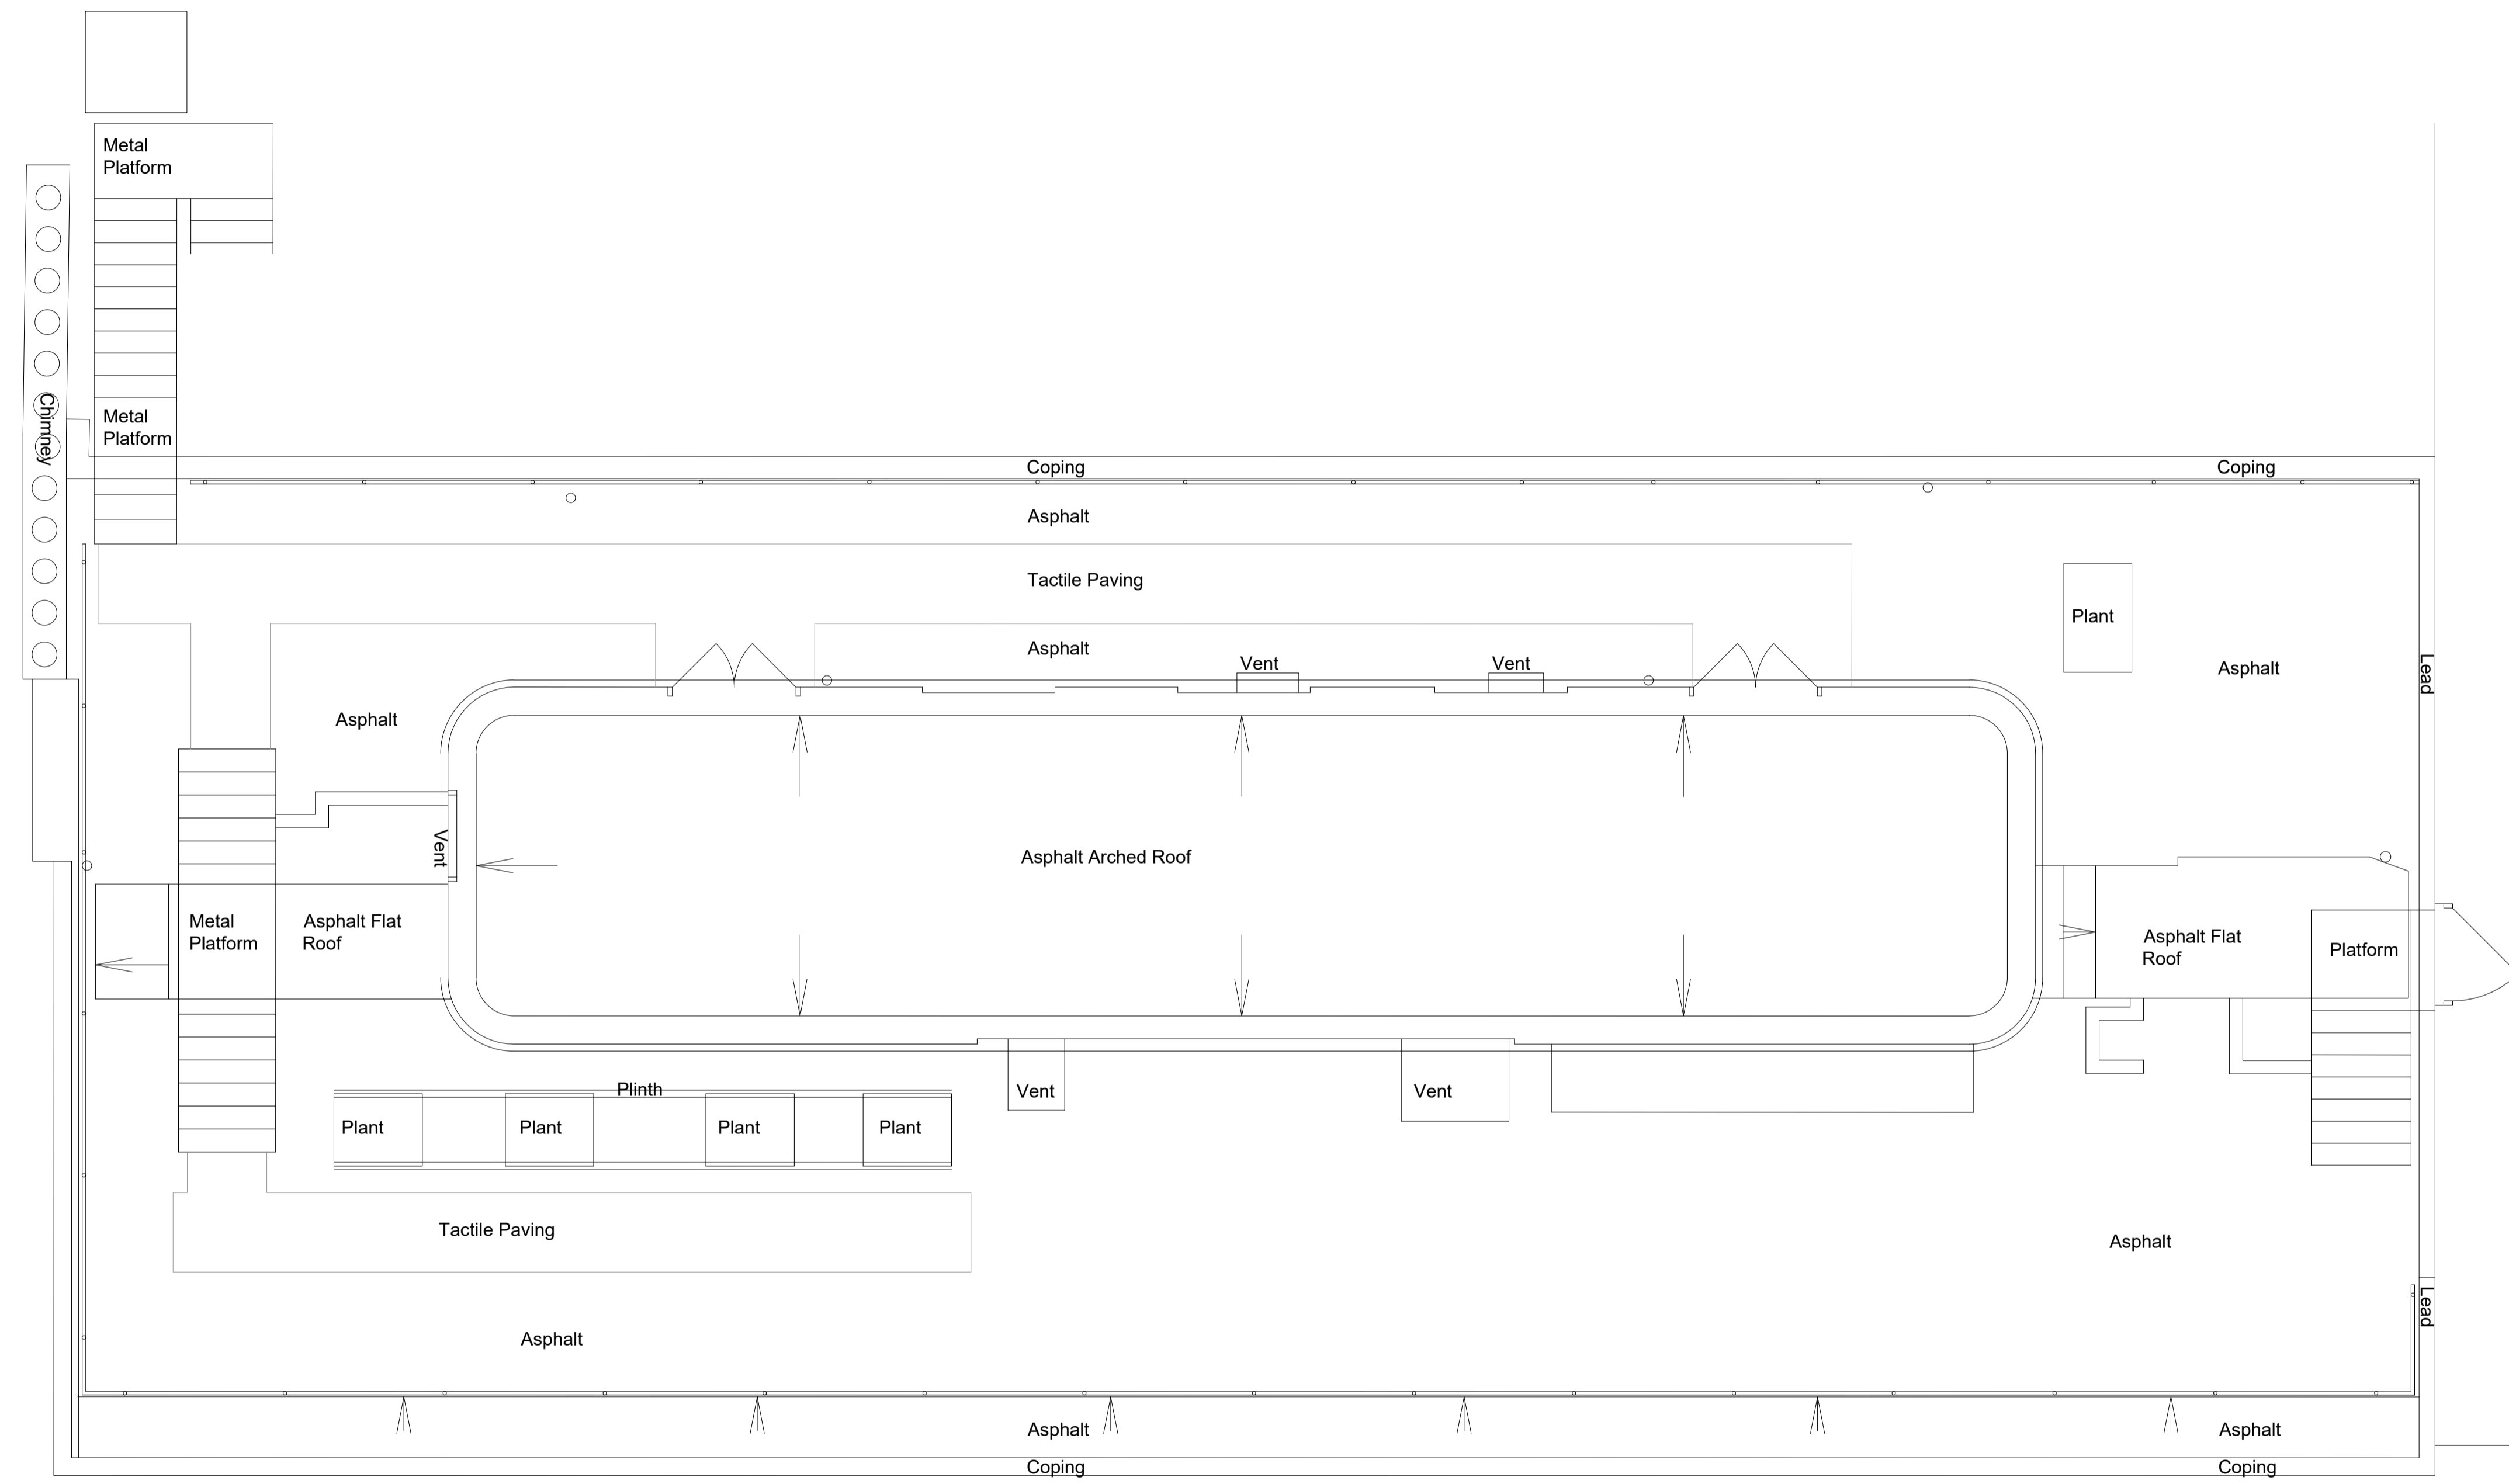 Metal
Platform
Chimney
Metal
Platform
Coping
Coping
Asphalt
Tactile Paving
Plant
Asphalt
Vent
Vent
Asphalt
Lead
Asphalt
Vent
Asphalt Arched Roof
Metal
Platform
Asphalt Flat
Roof
Asphalt Flat
Roof
Platform
Plinth
Vent
Vent
Plant
Plant
Plant
Plant
Tactile Paving
Asphalt
Lead
Asphalt
Asphalt
Asphalt
Coping
Coping